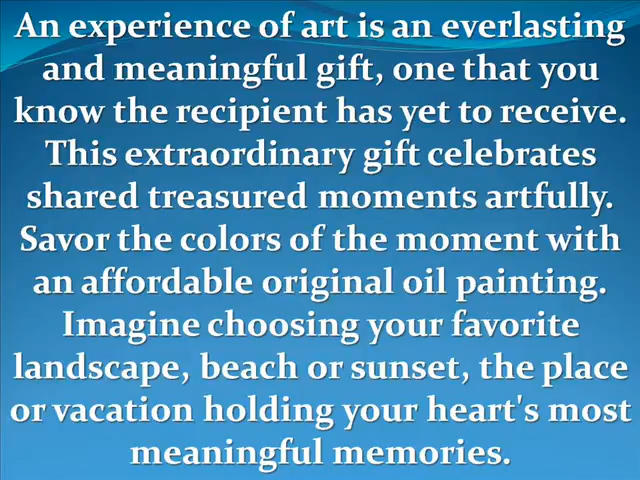 An experience of art is an everlasting
and meaningful gift, one that you
know the recipient has yet to receive.
This extraordinary gift celebrates
shared treasured moments artfully.
Savor the colors of the moment with
an affordable original oil painting.
Imagine choosing your favorite
landscape, beach or sunset, the place
or vacation holding your heart's most
meaningful memories.